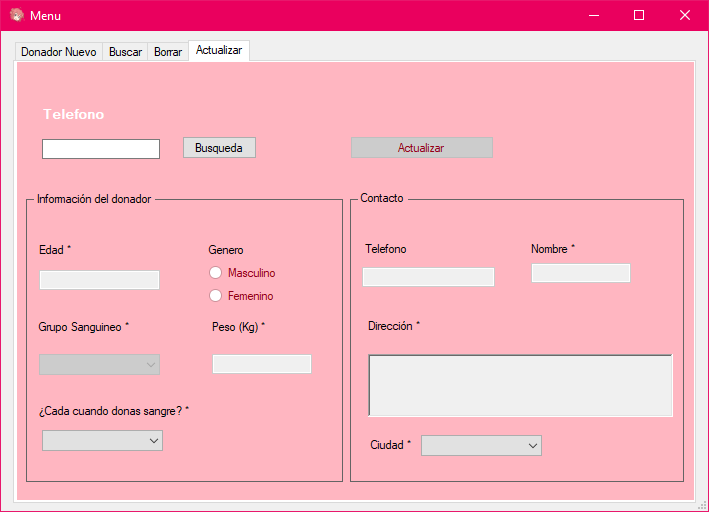 Menu
Donador Nuevo Buscar Borrar Actualizar
Telefono
Busqueda Actualizar
Información del donador
Edad * Genero
Masculino
Femenino
Grupo Sanguineo * Peso (Kg) *
¿Cada cuando donas sangre? *
Contacto
Telefono Nombre *
Dirección *
Ciudad *